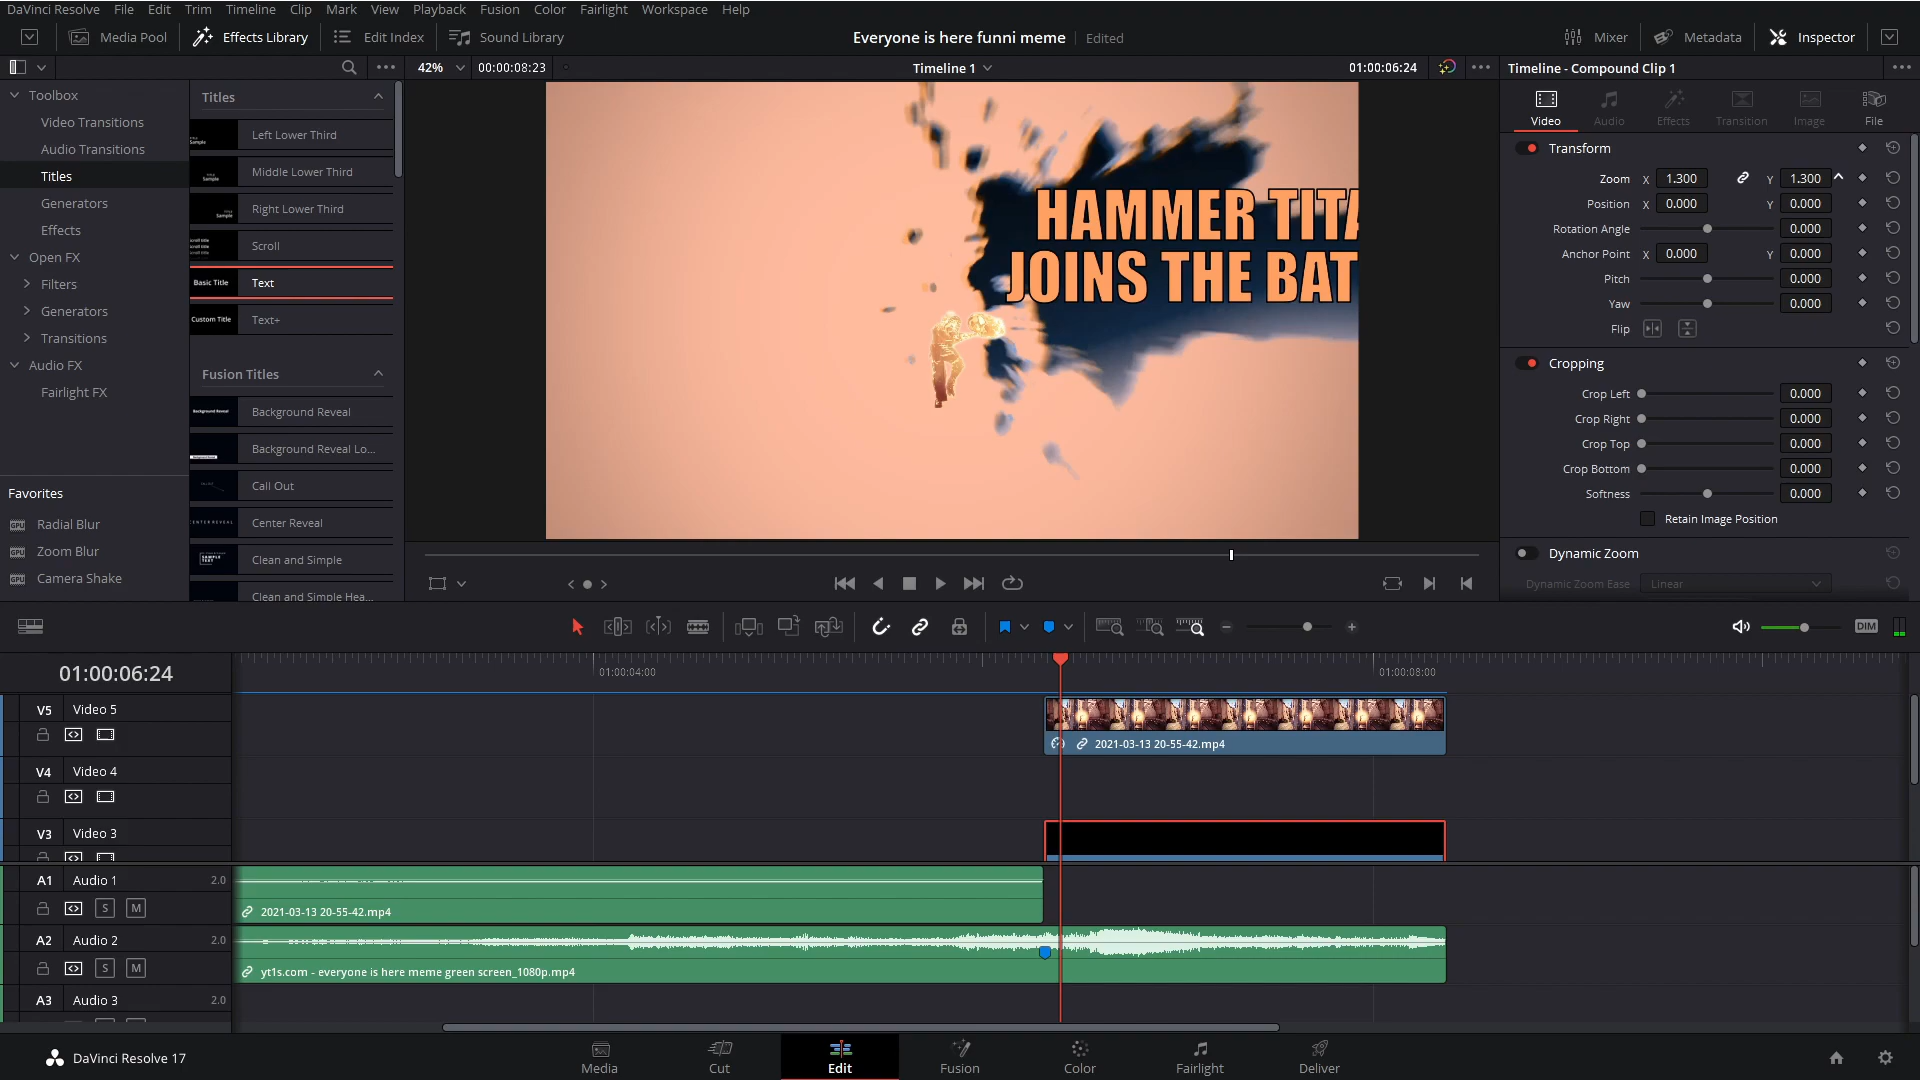 DaVinci Resolve File Edit Trim Timeline Clip Mark View Playback Fusion Color Fairlight Workspace Help
Media Pool Effects Library Edit Index Sound Library Everyone is here funni meme Edited Mixer Metadata Inspector
42% 00:00:08:23 Timeline 1 01:00:06:24 Timeline - Compound Clip 1
Toolbox
Video Transitions
Audio Transitions
Titles
Generators
Effects
Open FX
Filters
Generators
Transitions
Audio FX
Fairlight FX
Favorites
Radial Blur
Zoom Blur
Camera Shake
Titles
Left Lower Third
Middle Lower Third
Right Lower Third
Scroll
Basic Title Text
Custom Title Text+
Fusion Titles
Background Reveal
Background Reveal Lo...
Call Out
CENTER REVEAL Center Reveal
Clean and Simple
Clean and Simple Hea...
HAMMER TITA
JOINS THE BAT
Video Audio Effects Transition Image File
Transform
Zoom X 1.300 Y 1.300
Position X 0.000 Y 0.000
Rotation Angle 0.000
Anchor Point X 0.000 Y 0.000
Pitch 0.000
Yaw 0.000
Flip
Cropping
Crop Left 0.000
Crop Right 0.000
Crop Top 0.000
Crop Bottom 0.000
Softness 0.000
Retain Image Position
Dynamic Zoom
Dynamic Zoom Ease Linear
DIM
01:00:06:24 01:00:04:00 01:00:08:00
V5 Video 5
2021-03-13 20-55-42.mp4
V4 Video 4
V3 Video 3
A1 Audio 1 2.0
S M 2021-03-13 20-55-42.mp4
A2 Audio 2 2.0
S M yt1s.com - everyone is here meme green screen_1080p.mp4
A3 Audio 3 2.0
DaVinci Resolve 17 Media Cut Edit Fusion Color Fairlight Deliver